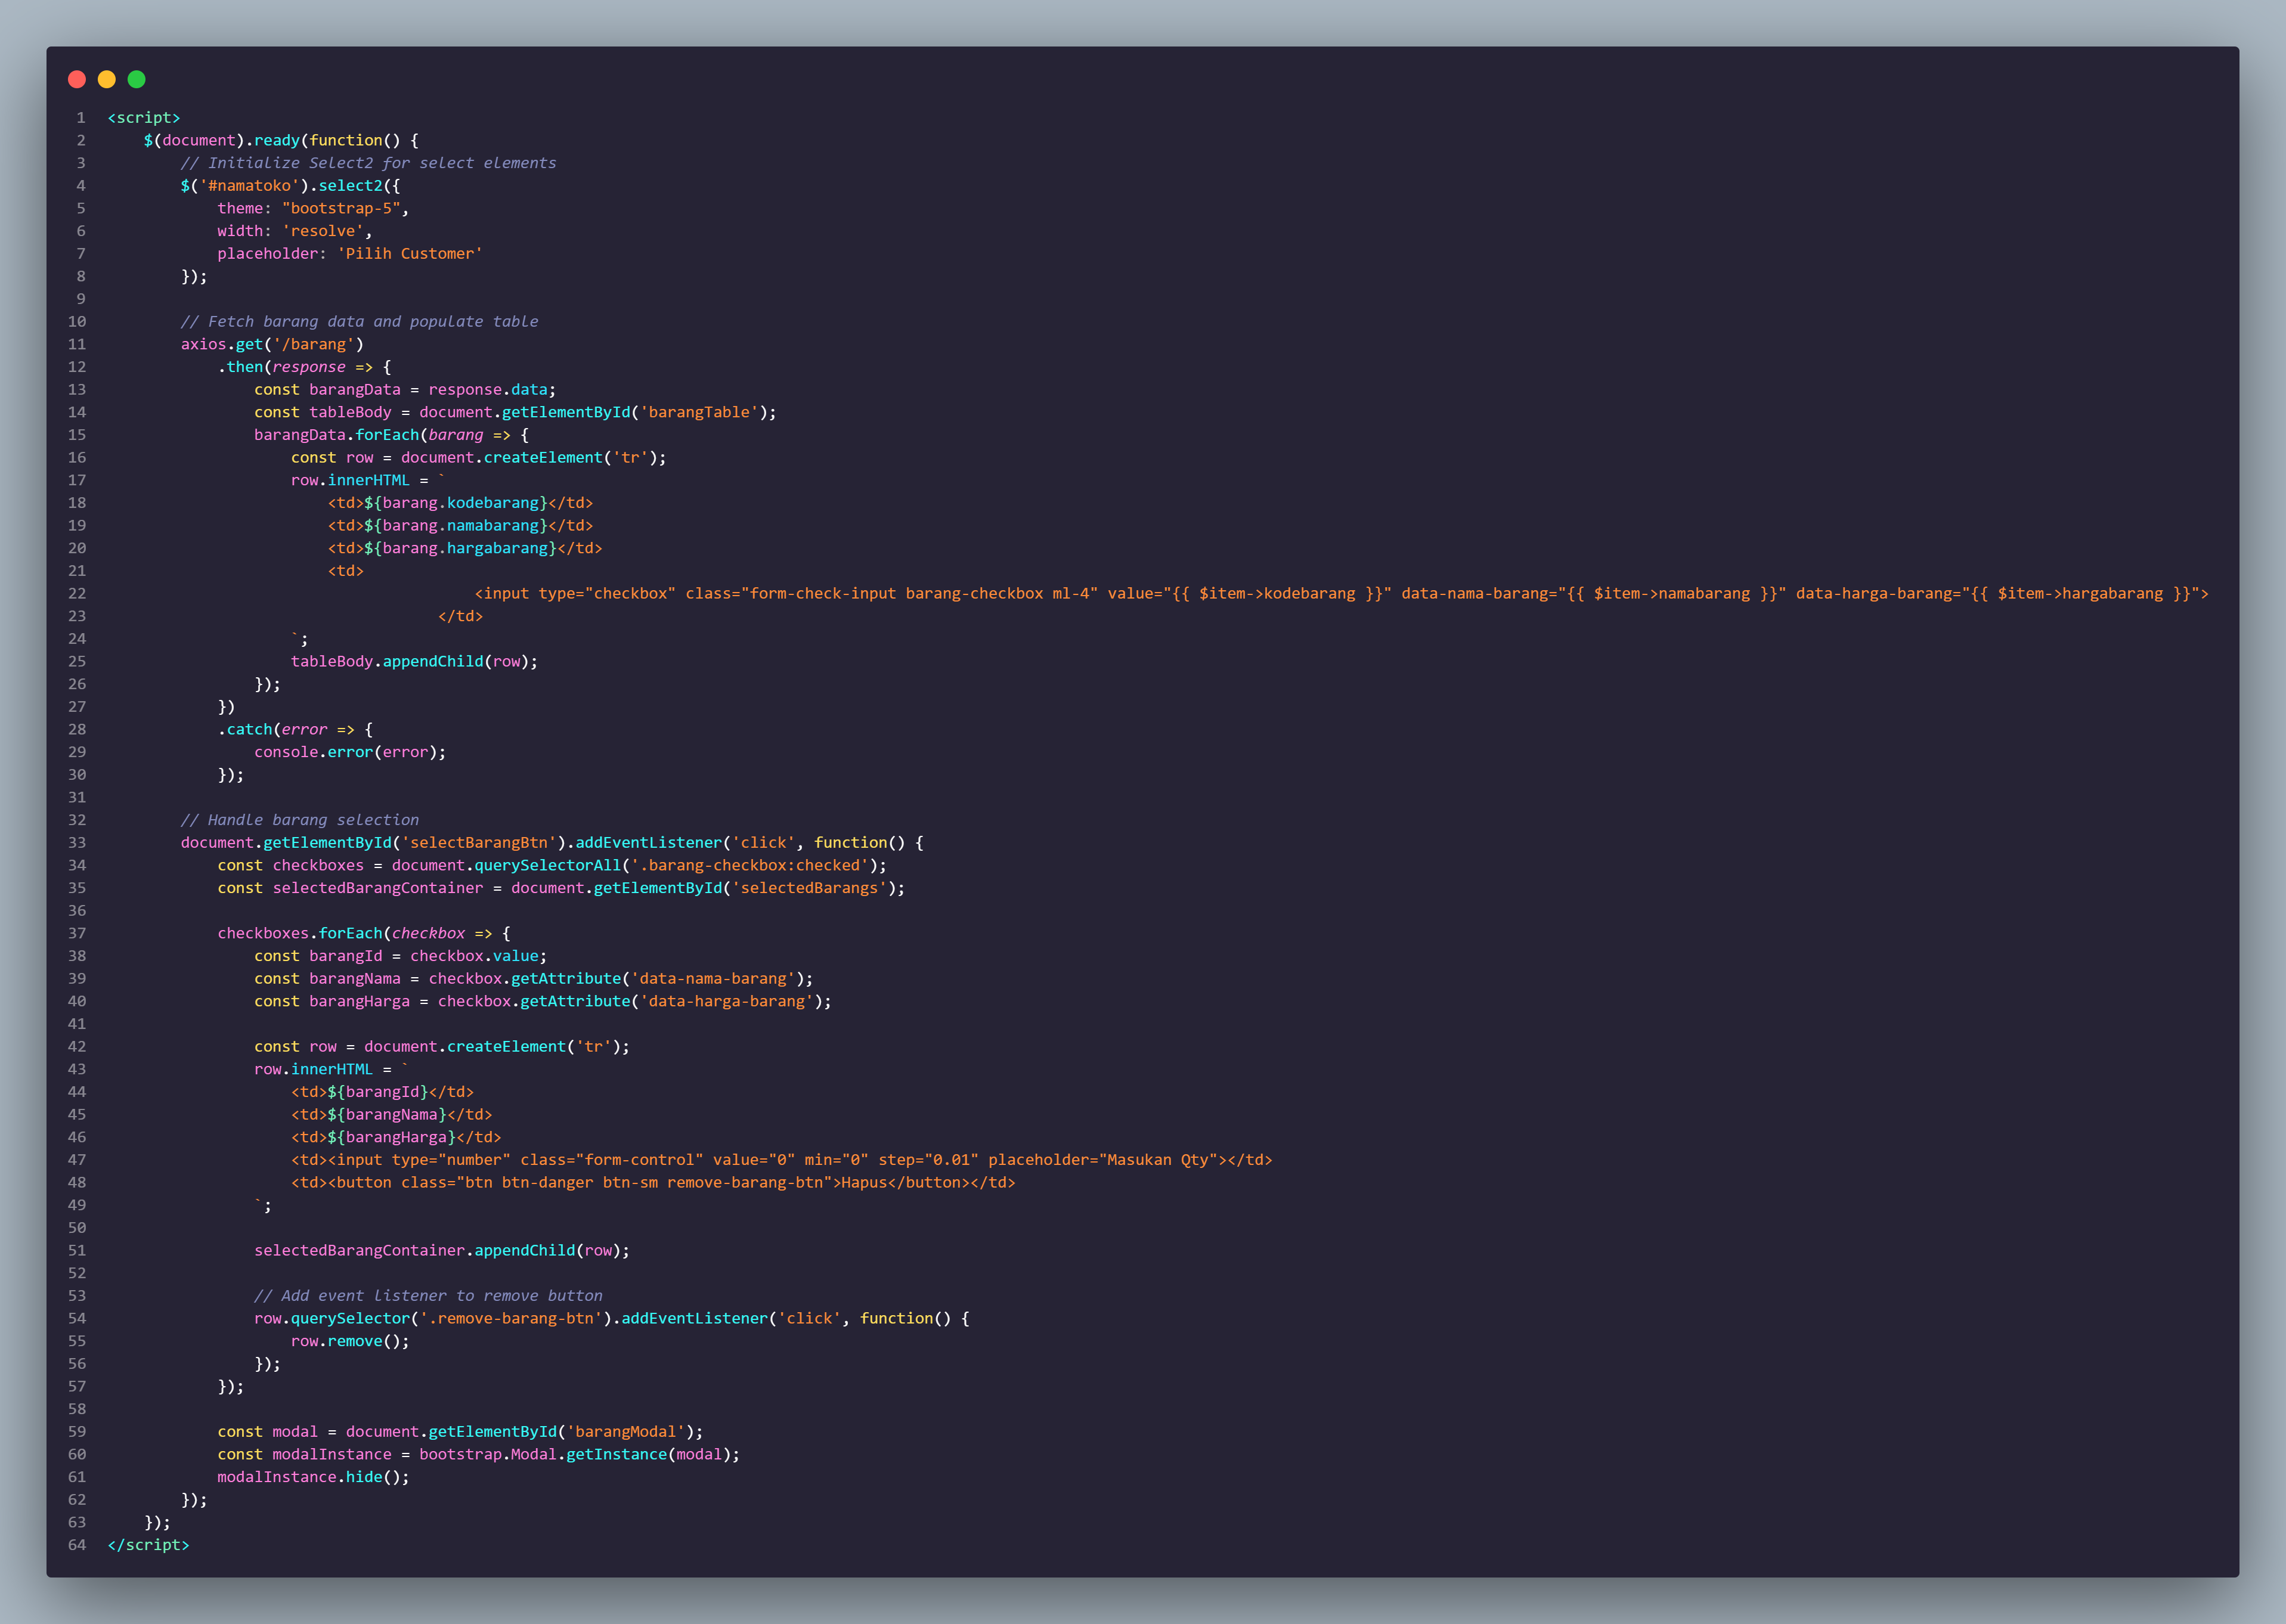 1 <script>
2     $(document).ready(function() {
3         // Initialize Select2 for select elements
4         $('#namatoko').select2({
5             theme: "bootstrap-5",
6             width: 'resolve',
7             placeholder: 'Pilih Customer'
8         });
9
10         // Fetch barang data and populate table
11         axios.get('/barang')
12             .then(response => {
13                 const barangData = response.data;
14                 const tableBody = document.getElementById('barangTable');
15                 barangData.forEach(barang => {
16                     const row = document.createElement('tr');
17                     row.innerHTML = `
18                         <td>${barang.kodebarang}</td>
19                         <td>${barang.namabarang}</td>
20                         <td>${barang.hargabarang}</td>
21                         <td>
22                                         <input type="checkbox" class="form-check-input barang-checkbox ml-4" value="{{ $item->kodebarang }}" data-nama-barang="{{ $item->namabarang }}" data-harga-barang="{{ $item->hargabarang }}">
23                                     </td>
24                     `;
25                     tableBody.appendChild(row);
26                 });
27             })
28             .catch(error => {
29                 console.error(error);
30             });
31
32         // Handle barang selection
33         document.getElementById('selectBarangBtn').addEventListener('click', function() {
34             const checkboxes = document.querySelectorAll('.barang-checkbox:checked');
35             const selectedBarangContainer = document.getElementById('selectedBarangs');
36
37             checkboxes.forEach(checkbox => {
38                 const barangId = checkbox.value;
39                 const barangNama = checkbox.getAttribute('data-nama-barang');
40                 const barangHarga = checkbox.getAttribute('data-harga-barang');
41
42                 const row = document.createElement('tr');
43                 row.innerHTML = `
44                     <td>${barangId}</td>
45                     <td>${barangNama}</td>
46                     <td>${barangHarga}</td>
47                     <td><input type="number" class="form-control" value="0" min="0" step="0.01" placeholder="Masukan Qty"></td>
48                     <td><button class="btn btn-danger btn-sm remove-barang-btn">Hapus</button></td>
49                 `;
50
51                 selectedBarangContainer.appendChild(row);
52
53                 // Add event listener to remove button
54                 row.querySelector('.remove-barang-btn').addEventListener('click', function() {
55                     row.remove();
56                 });
57             });
58
59             const modal = document.getElementById('barangModal');
60             const modalInstance = bootstrap.Modal.getInstance(modal);
61             modalInstance.hide();
62         });
63     });
64 </script>